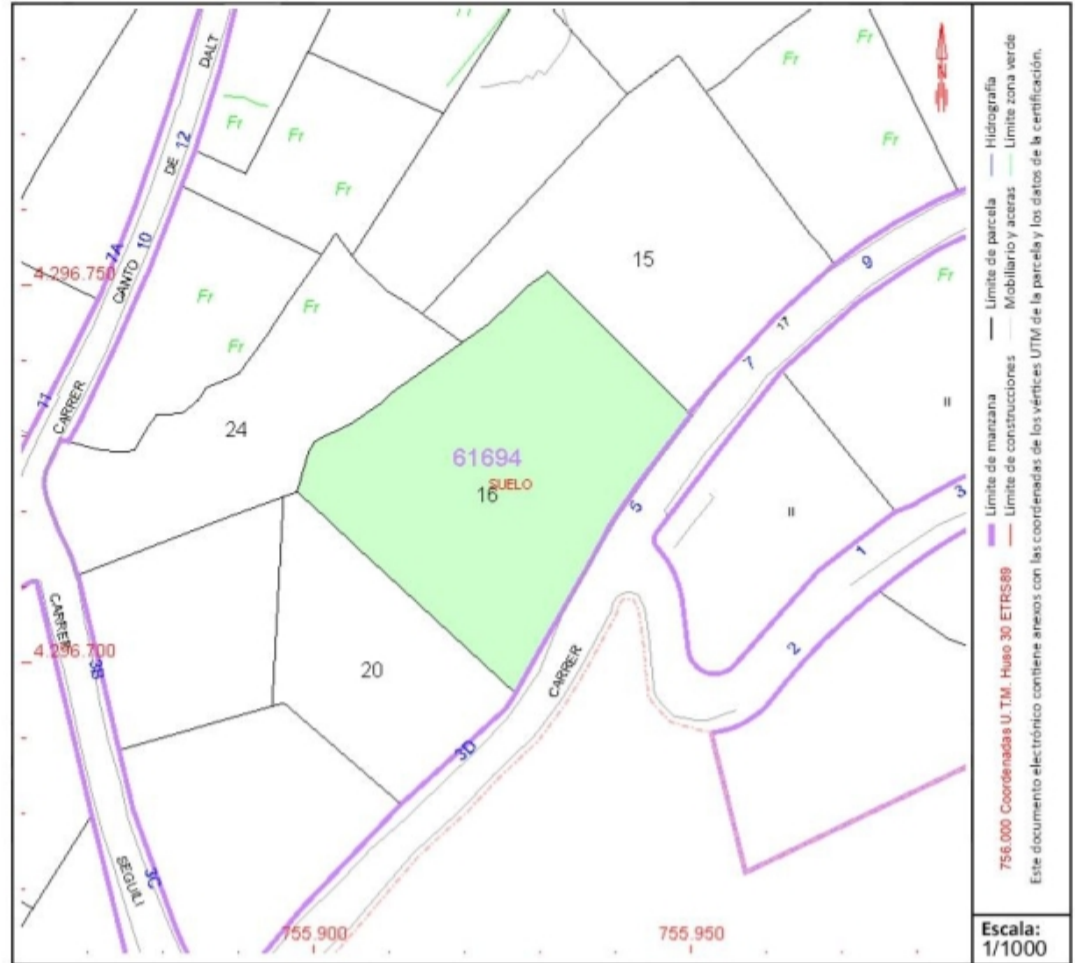 Fr
Fr
Fr
DALT
12
Fr
Fr
Fr
DE
Fr
7A
10
15
9
4.296.750
CANTO
Fr
Fr
Fr
17
7
Fr
11
CARRER
24
II
61694
SUELO
16
5
3
II
1
CARRER
4.296.700
3B
20
CARRER
2
3D
SEGUILI
3C
755.900
755.950
N
Límite de manzana
Límite de parcela
Hidrografía
Límite de construcciones
Mobiliario y aceras
Límite zona verde
756.000 Coordenadas U.T.M. Huso 30 ETRS89
Este documento electrónico contiene anexos con las coordenadas de los vértices UTM de la parcela y los datos de la certificación.
Escala:
1/1000